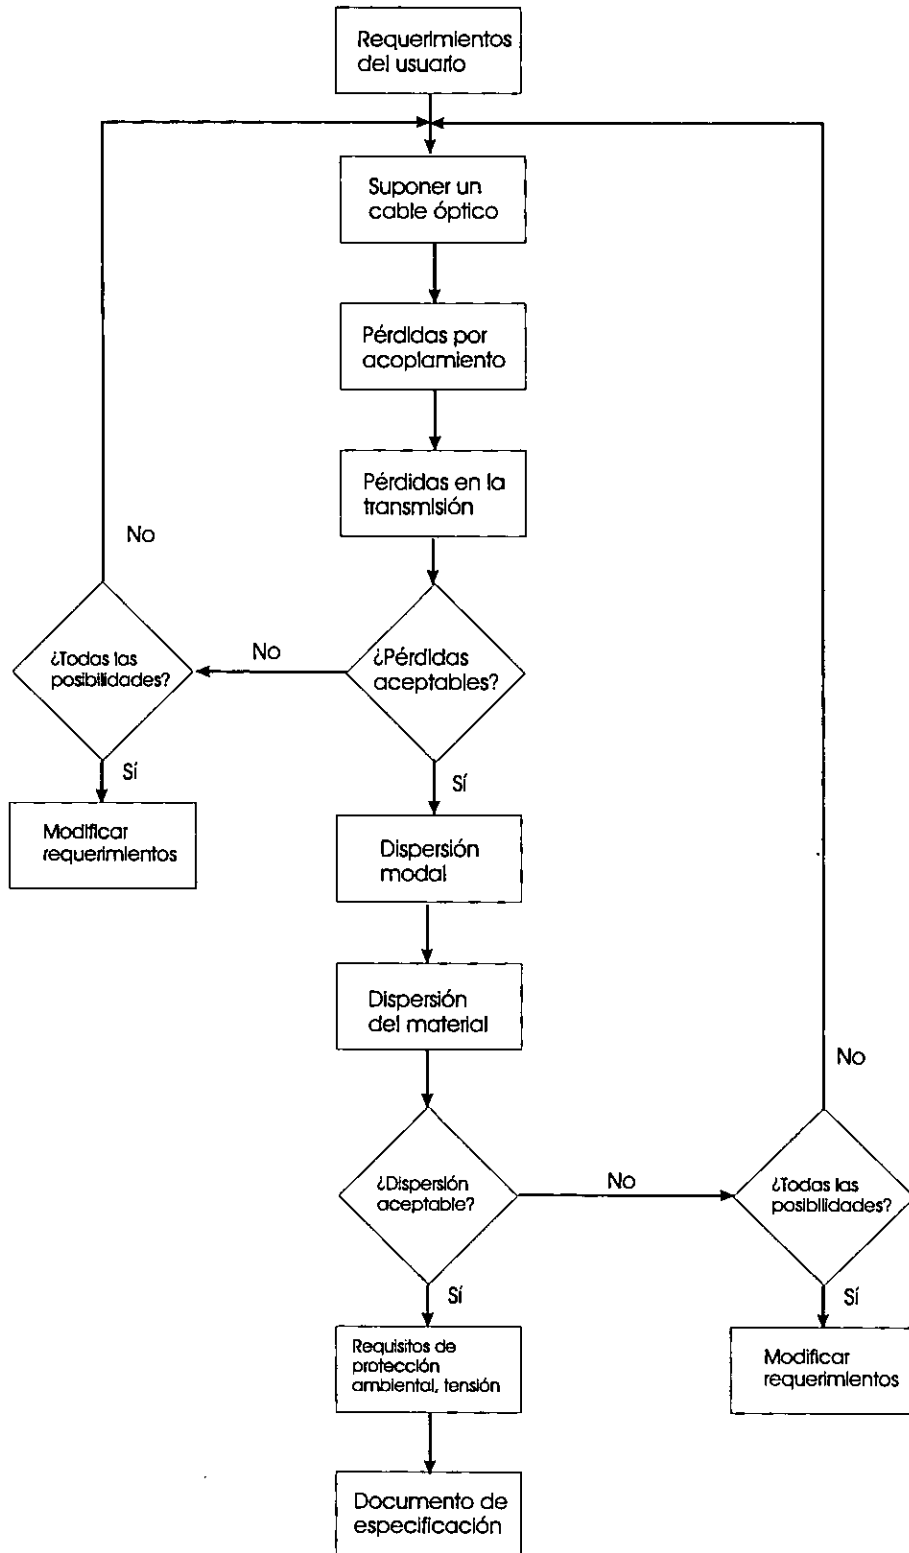 Requerimientos
del usuario
Suponer un
cable óptico
Pérdidas por
acoplamiento
Pérdidas en la
transmisión
No
¿Todas las
posibilidades?
No
¿Pérdidas
aceptables?
Sí
Sí
Modificar
requerimientos
Dispersión
modal
Dispersión
del material
No
¿Dispersión
aceptable?
No
¿Todas las
posibilidades?
Sí
Sí
Requisitos de
protección
ambiental, tensión
Modificar
requerimientos
Documento de
especificación